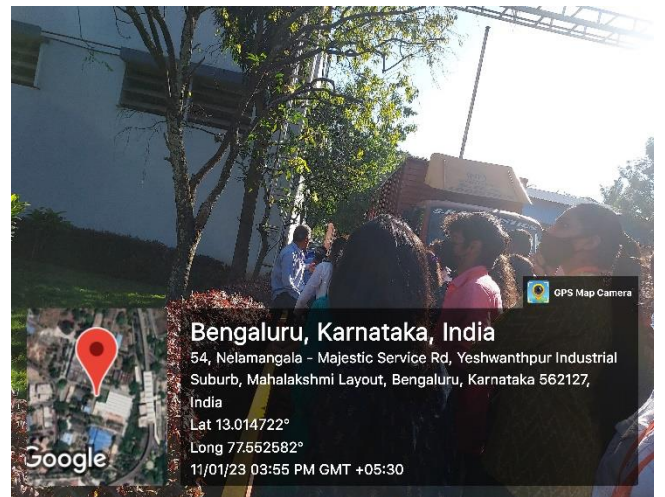 GPS Map Camera
Bengaluru, Karnataka, India
54, Nelamangala - Majestic Service Rd, Yeshwanthpur Industrial
Suburb, Mahalakshmi Layout, Bengaluru, Karnataka 562127,
India
Lat 13.014722°
Long 77.552582°
11/01/23 03:55 PM GMT +05:30
Google